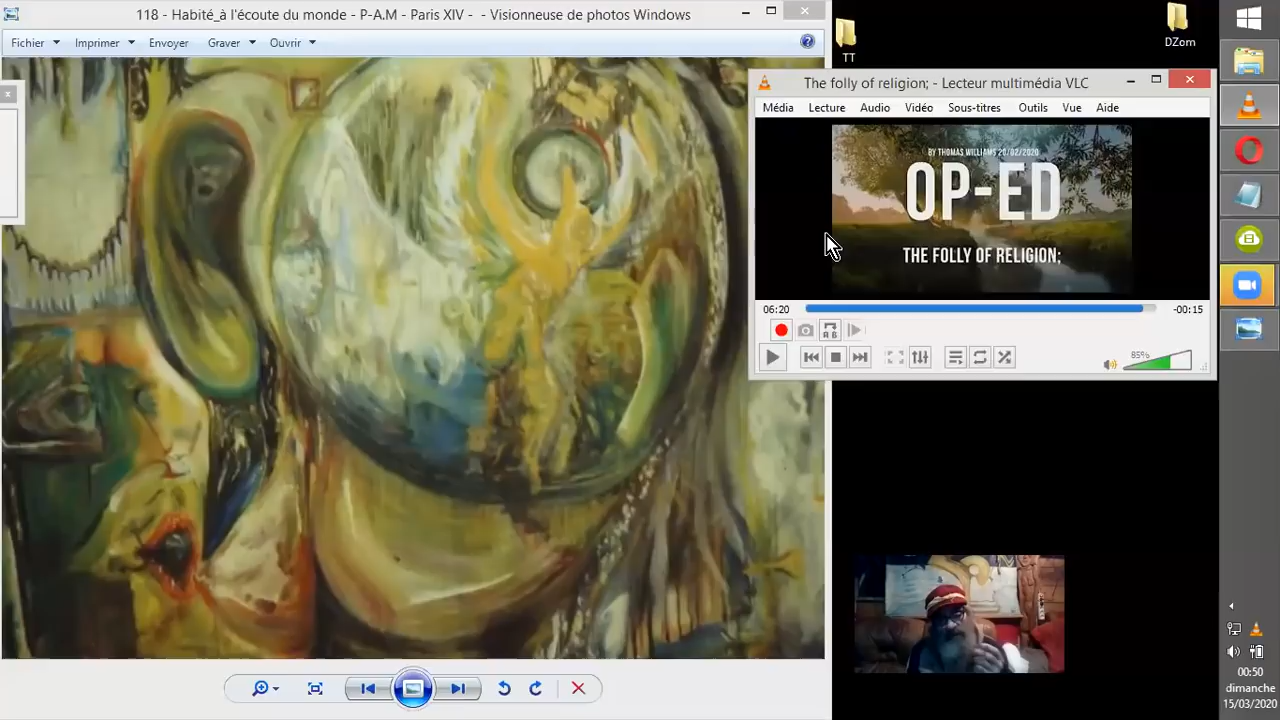 118 - Habité_à l'écoute du monde - P-A-M - Paris XIV - - Visionneuse de photos Windows
Fichier Imprimer Envoyer Graver Ouvrir
TT
DZom
The folly of religion; - Lecteur multimédia VLC
Média Lecture Audio Vidéo Sous-titres Outils Vue Aide
BY THOMAS WILLIAMS 20/02/2020
OP-ED
THE FOLLY OF RELIGION;
06:20 -00:15
85%
00:50
dimanche
15/03/2020